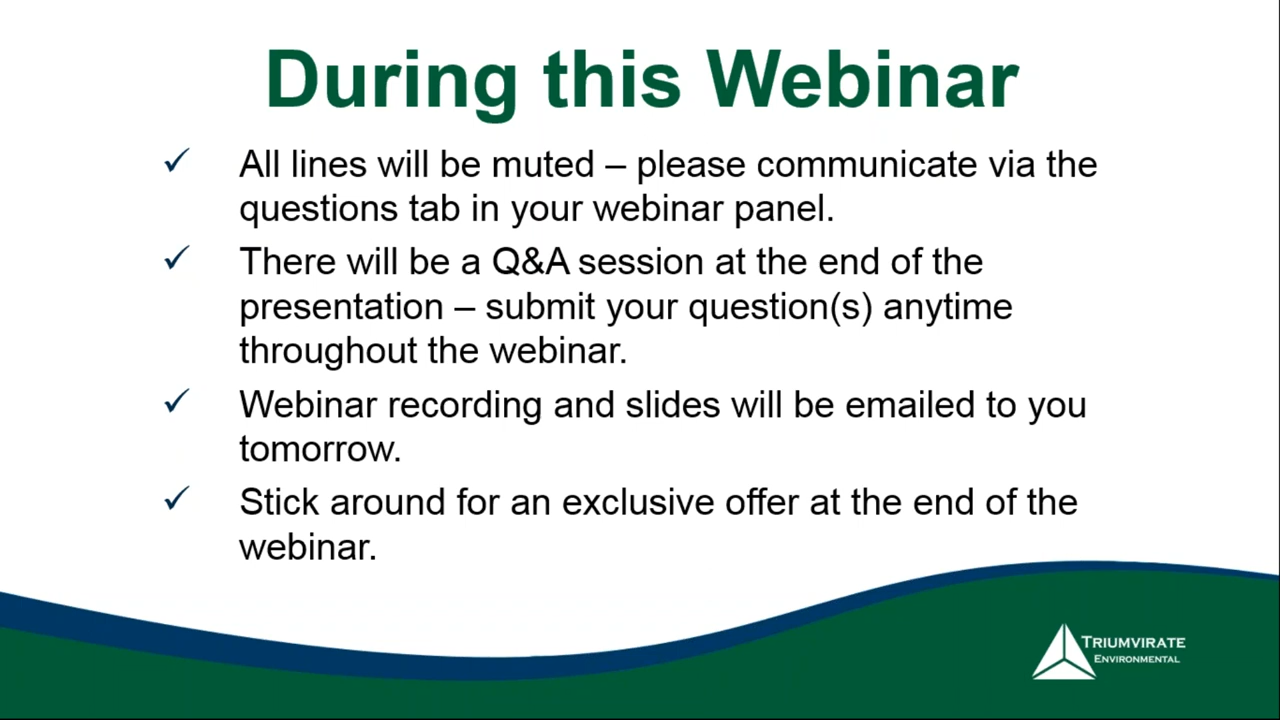 During this Webinar
✓ All lines will be muted – please communicate via the
questions tab in your webinar panel.
✓ There will be a Q&A session at the end of the
presentation – submit your question(s) anytime
throughout the webinar.
✓ Webinar recording and slides will be emailed to you
tomorrow.
✓ Stick around for an exclusive offer at the end of the
webinar.
TRIUMVIRATE
ENVIRONMENTAL